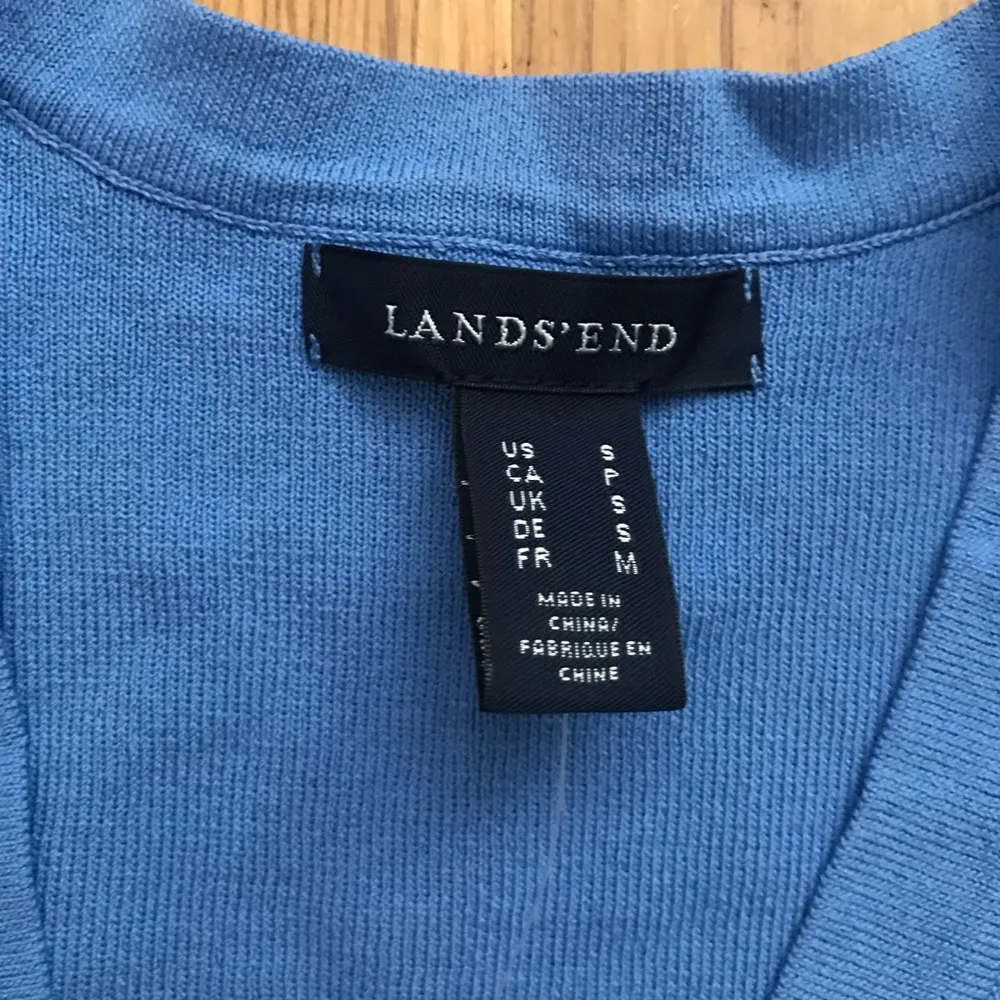 LANDS'END
US S
CA P
UK S
DE S
FR M
MADE IN
CHINA/
FABRIQUE EN
CHINE